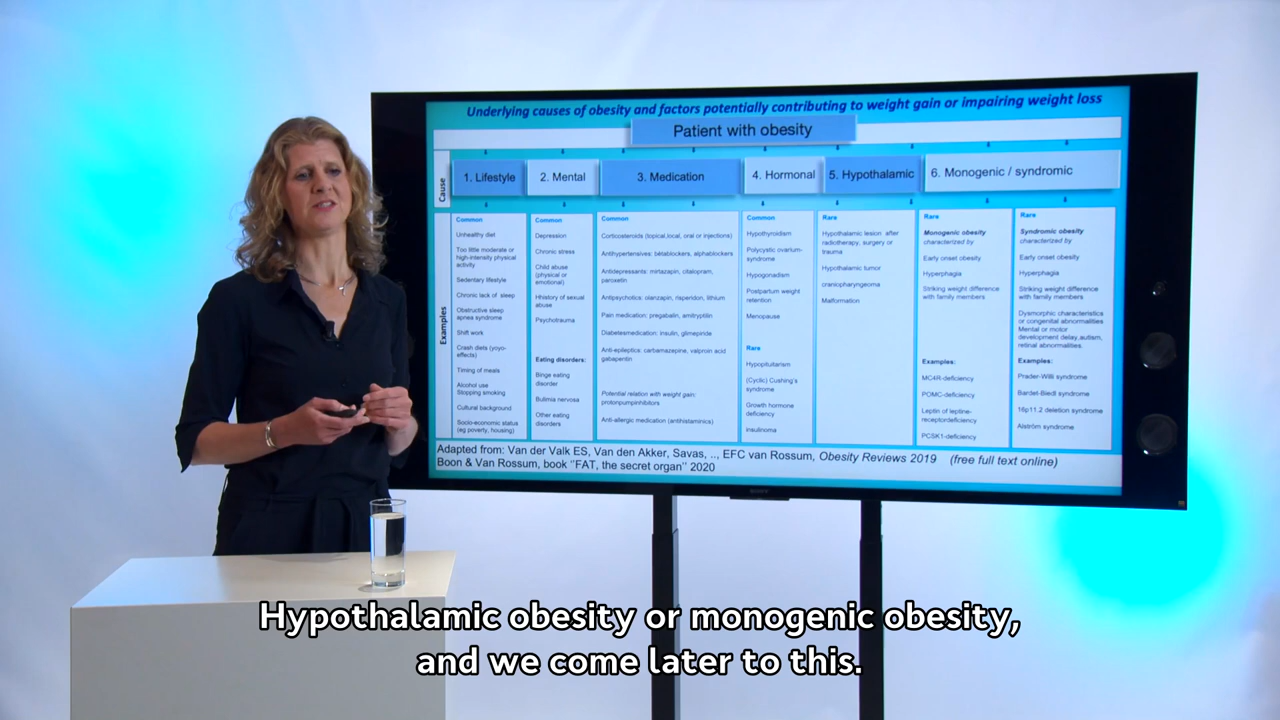 Underlying causes of obesity and factors potentially contributing to weight gain or impairing weight loss
Patient with obesity
Cause
1. Lifestyle
2. Mental
3. Medication
4. Hormonal
5. Hypothalamic
6. Monogenic / syndromic
Examples
Common
Unhealthy diet
Too little moderate or
high-intensity physical
activity
Sedentary lifestyle
Chronic lack of sleep
Obstructive sleep
apnea syndrome
Shift work
Crash diets (yoyo-
effects)
Timing of meals
Alcohol use
Stopping smoking
Cultural background
Socio-economic status
(eg poverty, housing)
Common
Depression
Chronic stress
Child abuse
(physical or
emotional)
Hhistory of sexual
abuse
Psychotrauma
Eating disorders:
Binge eating
disorder
Bulimia nervosa
Other eating
disorders
Common
Corticosteroids (topical,local, oral or injections)
Antihypertensives: bètablockers, alphablockers
Antidepressants: mirtazapin, citalopram,
paroxetin
Antipsychotics: olanzapin, risperidon, lithium
Pain medication: pregabalin, amitryptilin
Diabetesmedication: insulin, glimepiride
Anti-epileptics: carbamazepine, valproin acid
gabapentin
Potential relation with weight gain:
protonpumpinhibitors
Anti-allergic medication (antihistaminics)
Common
Hypothyroidism
Polycystic ovarium-
syndrome
Hypogonadism
Postpartum weight
retention
Menopause
Rare
Hypopituitarism
(Cyclic) Cushing's
syndrome
Growth hormone
deficiency
Insulinoma
Rare
Hypothalamic lesion after
radiotherapy, surgery or
trauma
Hypothalamic tumor
craniopharyngeoma
Malformation
Rare
Monogenic obesity
characterized by
Early onset obesity
Hyperphagia
Striking weight difference
with family members
Examples:
MC4R-deficiency
POMC-deficiency
Leptin of leptine-
receptordeficiency
PCSK1-deficiency
Rare
Syndromic obesity
characterized by
Early onset obesity
Hyperphagia
Striking weight difference
with family members
Dysmorphic characteristics
or congenital abnormalities
Mental or motor
development delay,autism,
retinal abnormalities.
Examples:
Prader-Willi syndrome
Bardet-Biedl syndrome
16p11.2 deletion syndrome
Alström syndrome
Adapted from: Van der Valk ES, Van den Akker, Savas, .., EFC van Rossum, Obesity Reviews 2019 (free full text online)
Boon & Van Rossum, book "FAT, the secret organ" 2020
SONY
Hypothalamic obesity or monogenic obesity,
and we come later to this.